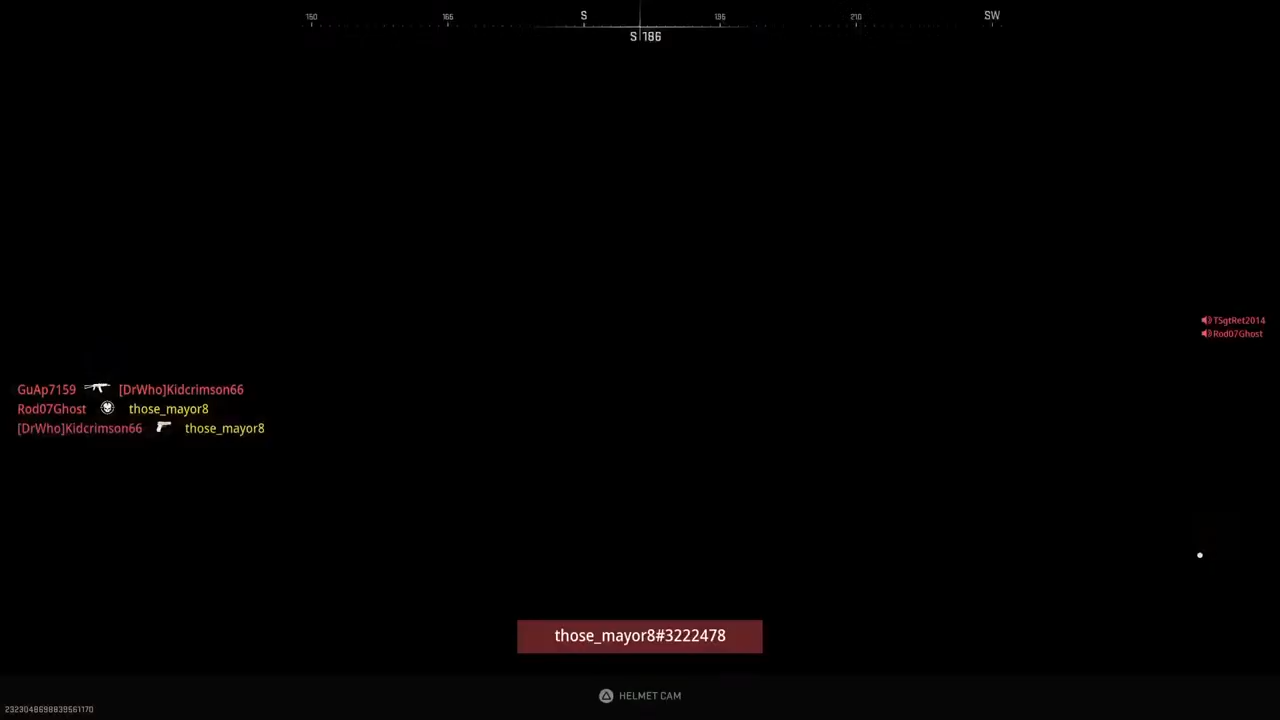 150 165 S 195 210 SW
S 186
TSgtRet2014
Rod07Ghost
GuAp7159 [DrWho]Kidcrimson66
Rod07Ghost those_mayor8
[DrWho]Kidcrimson66 those_mayor8
those_mayor8#3222478
HELMET CAM
2323048698839561170